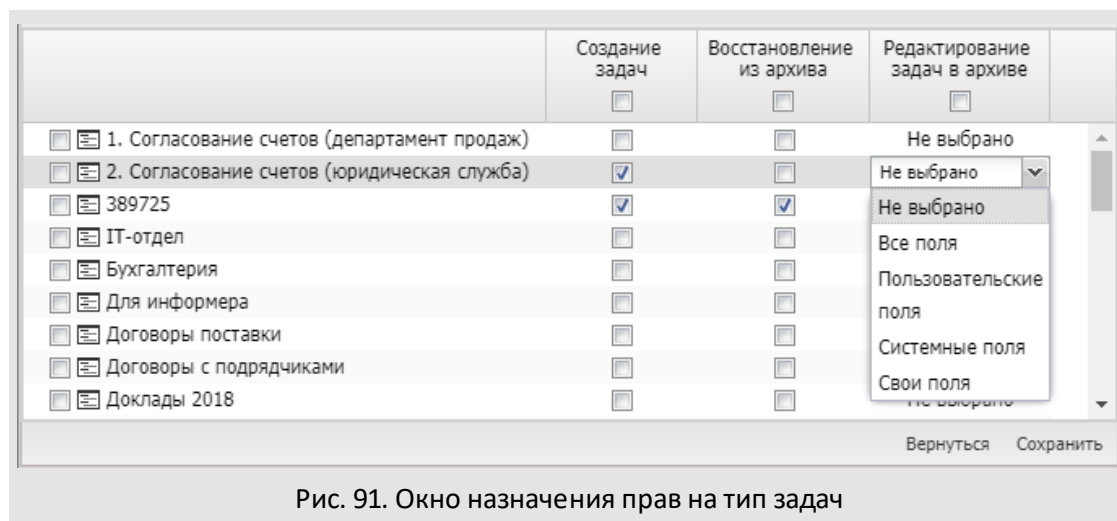 Создание задач
Восстановление из архива
Редактирование задач в архиве
1. Согласование счетов (департамент продаж) Не выбрано
2. Согласование счетов (юридическая служба) Не выбрано
389725 Не выбрано
IT-отдел Все поля
Бухгалтерия Пользовательские
Для информера поля
Договоры поставки Системные поля
Договоры с подрядчиками Свои поля
Доклады 2018
Вернуться Сохранить
Рис. 91. Окно назначения прав на тип задач